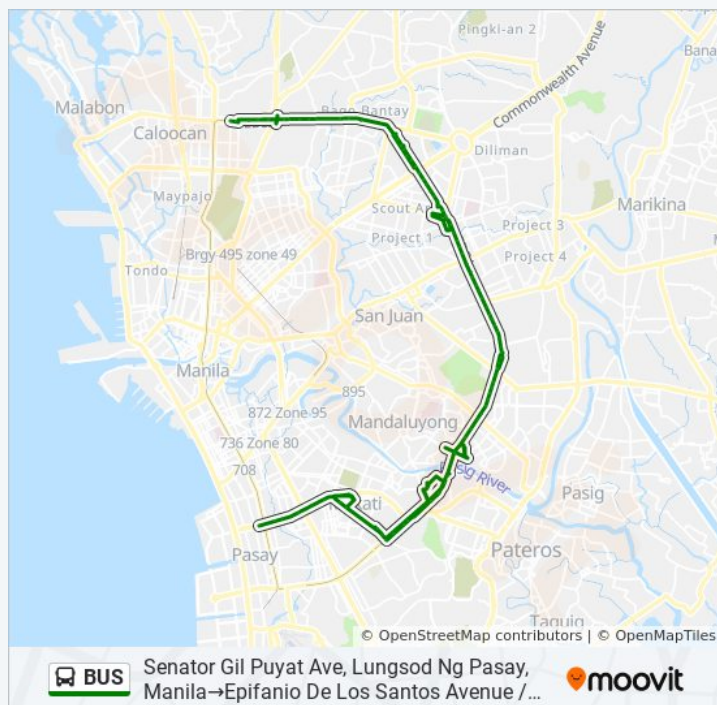 Pingki-an 2
Commonwealth Avenue
Malabon
Bago Bantay
Caloocan
Diliman
Maypajo
Marikina
Project 1
Project 3
Brgy 495 zone 49
Project 4
Tondo
San Juan
Manila
895
872 Zone 95
Mandaluyong
736 Zone 80
708
Pasig River
Pasig
Pasay
Pateros
Taguig
© OpenStreetMap contributors | © OpenMapTiles
BUS
Senator Gil Puyat Ave, Lungsod Ng Pasay,
Manila→Epifanio De Los Santos Avenue /...
moovit